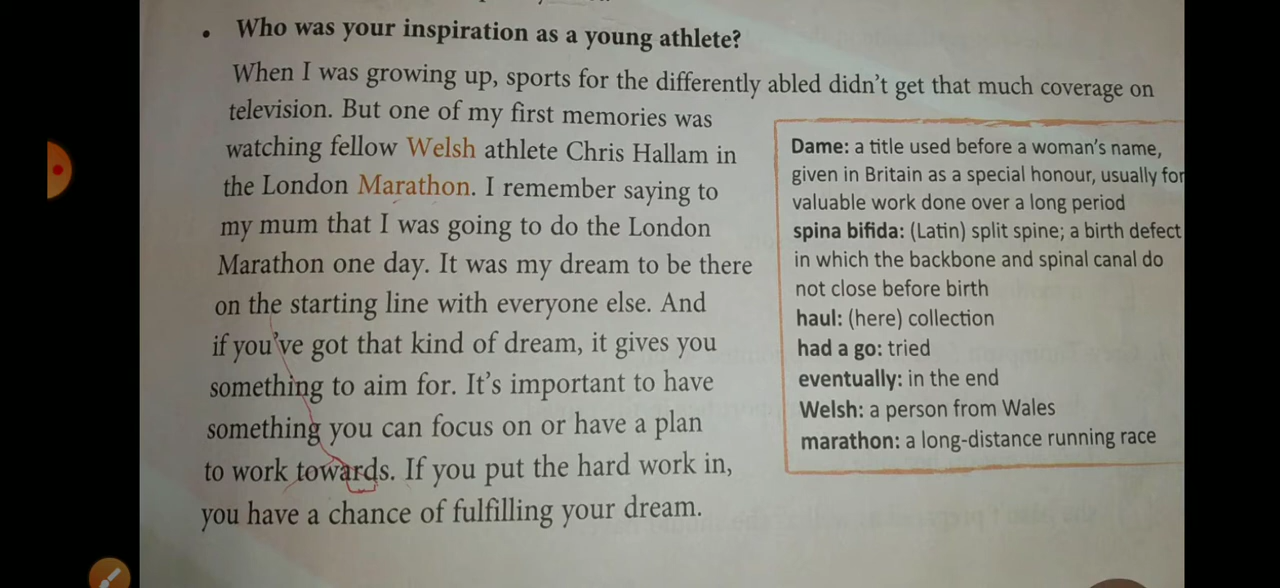 • Who was your inspiration as a young athlete?
When I was growing up, sports for the differently abled didn't get that much coverage on
television. But one of my first memories was
watching fellow Welsh athlete Chris Hallam in
the London Marathon. I remember saying to
my mum that I was going to do the London
Marathon one day. It was my dream to be there
on the starting line with everyone else. And
if you've got that kind of dream, it gives you
something to aim for. It's important to have
something you can focus on or have a plan
to work towards. If you put the hard work in,
you have a chance of fulfilling your dream.
Dame: a title used before a woman's name,
given in Britain as a special honour, usually for
valuable work done over a long period
spina bifida: (Latin) split spine; a birth defect
in which the backbone and spinal canal do
not close before birth
haul: (here) collection
had a go: tried
eventually: in the end
Welsh: a person from Wales
marathon: a long-distance running race